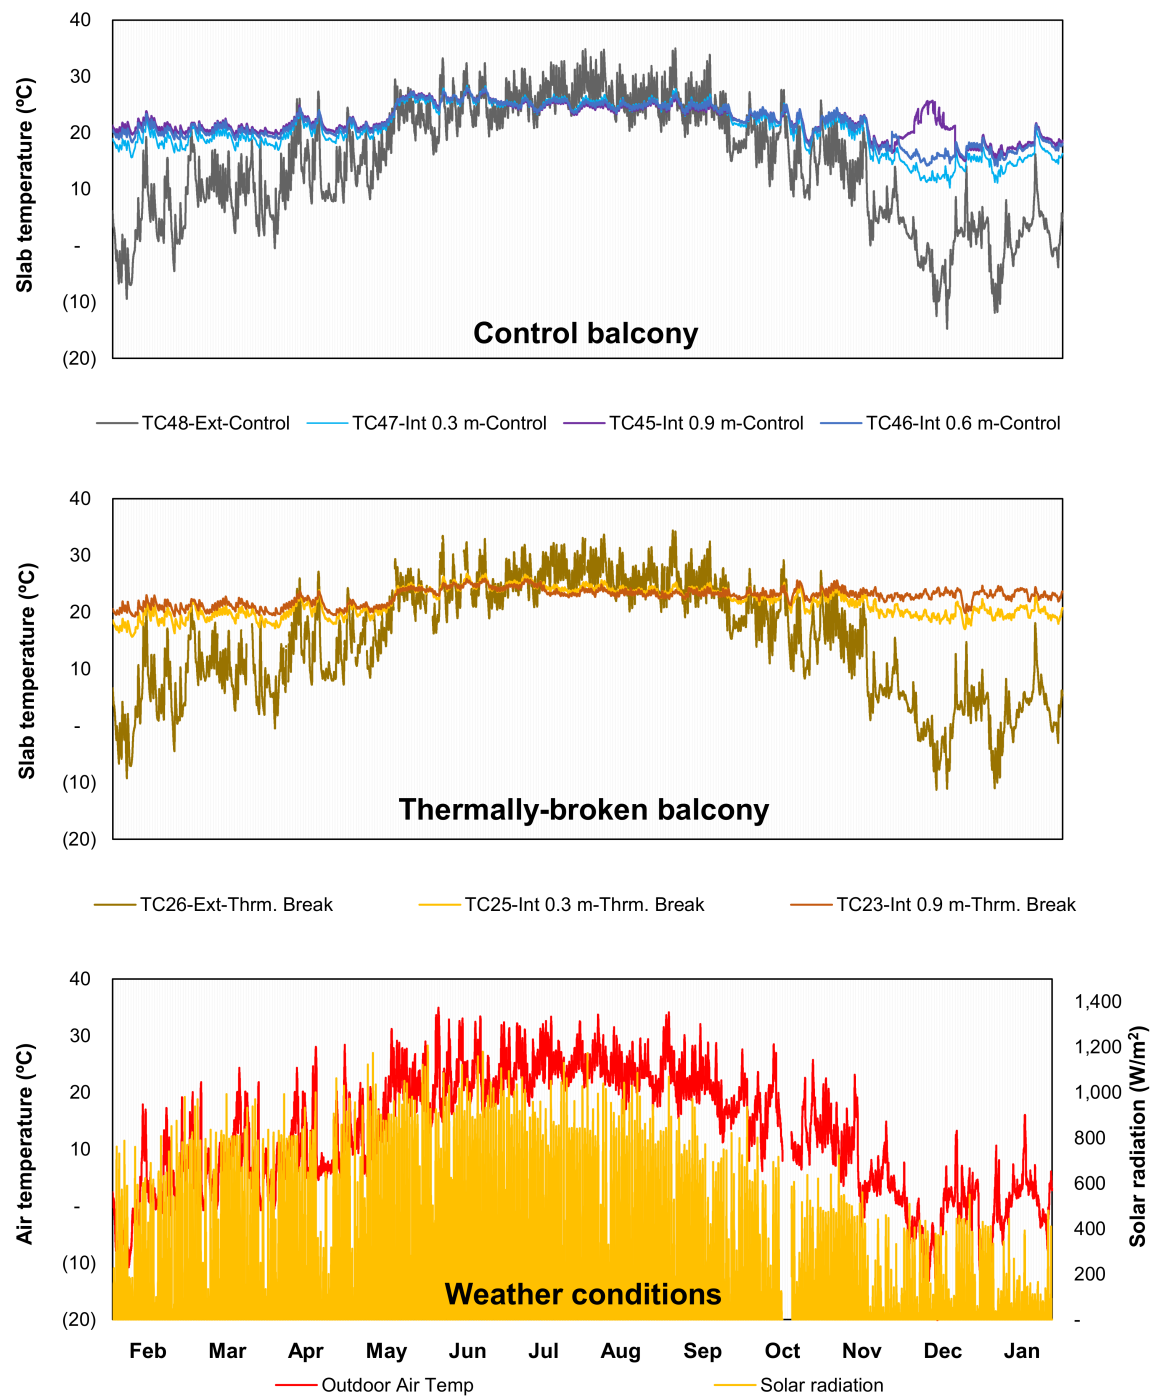 40
30
20
10
-
(10)
(20)
Slab temperature (ºC)
Control balcony
TC48-Ext-Control TC47-Int 0.3 m-Control TC45-Int 0.9 m-Control TC46-Int 0.6 m-Control
40
30
20
10
-
(10)
(20)
Slab temperature (ºC)
Thermally-broken balcony
TC26-Ext-Thrm. Break TC25-Int 0.3 m-Thrm. Break TC23-Int 0.9 m-Thrm. Break
40
30
20
10
-
(10)
(20)
Air temperature (ºC)
1,400
1,200
1,000
800
600
400
200
-
Solar radiation (W/m²)
Weather conditions
Feb Mar Apr May Jun Jul Aug Sep Oct Nov Dec Jan
Outdoor Air Temp Solar radiation